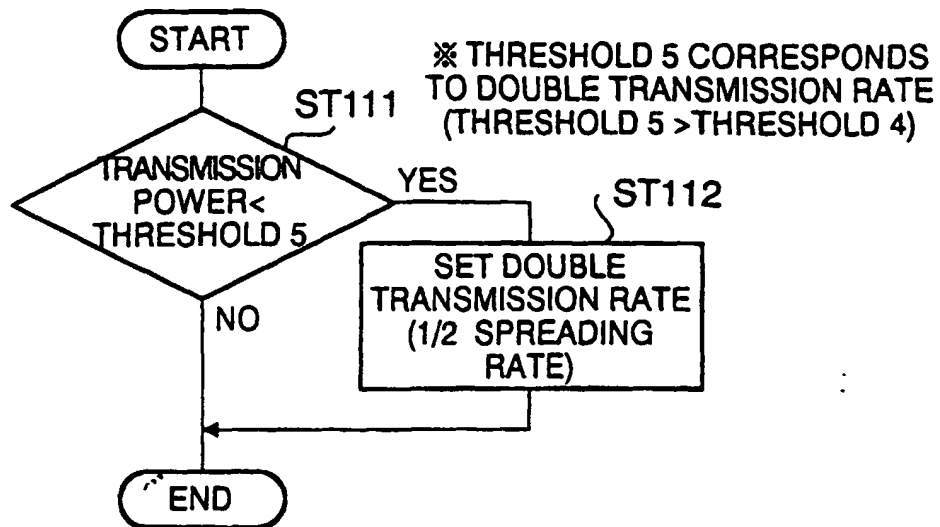 START
※ THRESHOLD 5 CORRESPONDS
TO DOUBLE TRANSMISSION RATE
(THRESHOLD 5 >THRESHOLD 4)
ST111
TRANSMISSION
POWER<
THRESHOLD 5
YES
ST112
SET DOUBLE
TRANSMISSION RATE
(1/2 SPREADING
RATE)
NO
END